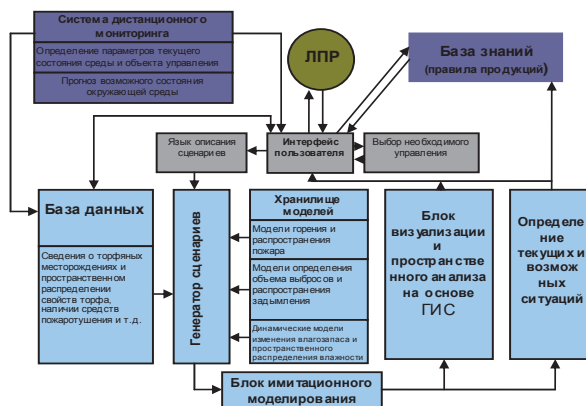 Система дистанционного
мониторинга
Определение параметров текущего
состояния среды и объекта управления
Прогноз возможного состояния
окружающей среды
ЛПР
База знаний
(правила продукций)
Язык описания
сценариев
Интерфейс
пользователя
Выбор необходимого
управления
База данных
Сведения о торфяных
месторождениях и
пространственном
распределении
свойств торфа,
наличии средств
пожаротушения и т.д.
Генератор сценариев
Хранилище
моделей
Модели горения и
распространения
пожара
Модели определения
объема выбросов и
распространения
задымления
Динамические модели
изменения влагозапаса и
пространственного
распределения влажности
Блок
визуализации
и
пространстве
нного анализа
на основе
ГИС
Определе
ние
текущих и
возмож
ных
ситуаций
Блок имитационного
моделирования